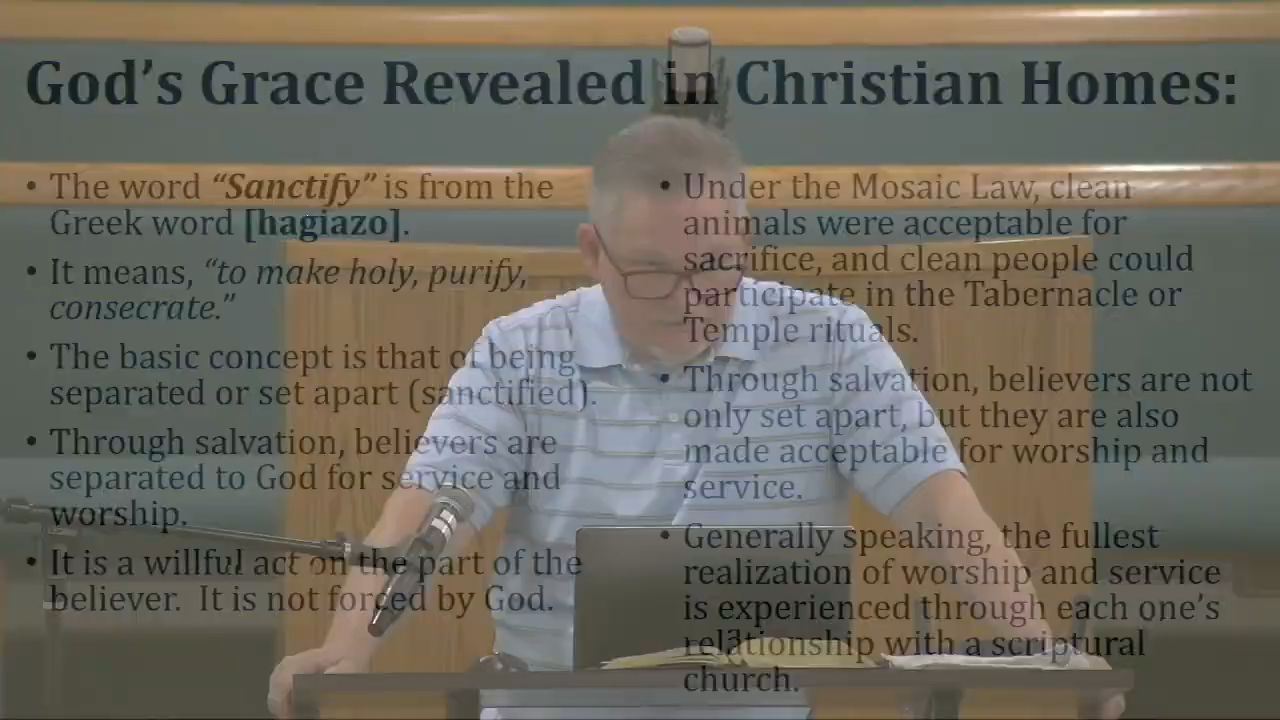 God’s Grace Revealed in Christian Homes:
• The word “Sanctify” is from the
Greek word [hagiazo].
• It means, “to make holy, purify,
consecrate.”
• The basic concept is that of being
separated or set apart (sanctified).
• Through salvation, believers are
separated to God for service and
worship.
• It is a willful act on the part of the
believer. It is not forced by God.
• Under the Mosaic Law, clean
animals were acceptable for
sacrifice, and clean people could
participate in the Tabernacle or
Temple rituals.
• Through salvation, believers are not
only set apart, but they are also
made acceptable for worship and
service.
• Generally speaking, the fullest
realization of worship and service
is experienced through each one’s
relationship with a scriptural
church.